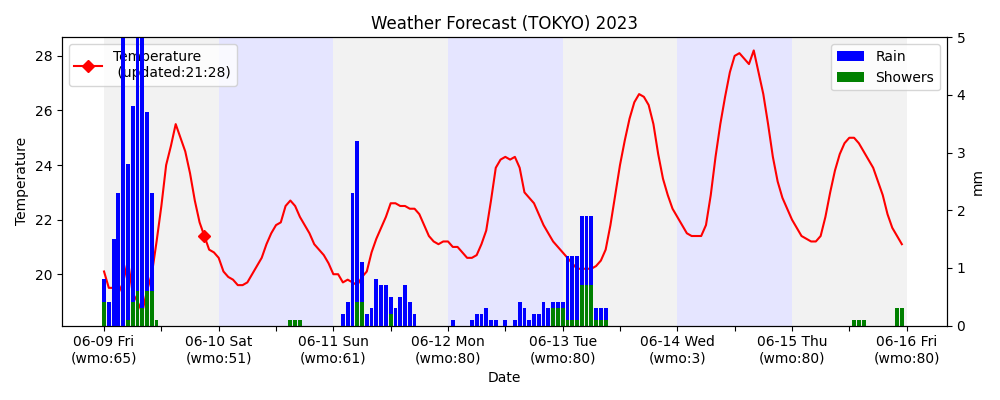 Weather Forecast (TOKYO) 2023
Temperature
(updated:21:28)
Rain
Showers
Temperature
28
26
24
22
20
5
4
3
2
1
0
mm
06-09 Fri
(wmo:65)
06-10 Sat
(wmo:51)
06-11 Sun
(wmo:61)
06-12 Mon
(wmo:80)
06-13 Tue
(wmo:80)
06-14 Wed
(wmo:3)
06-15 Thu
(wmo:80)
06-16 Fri
(wmo:80)
Date